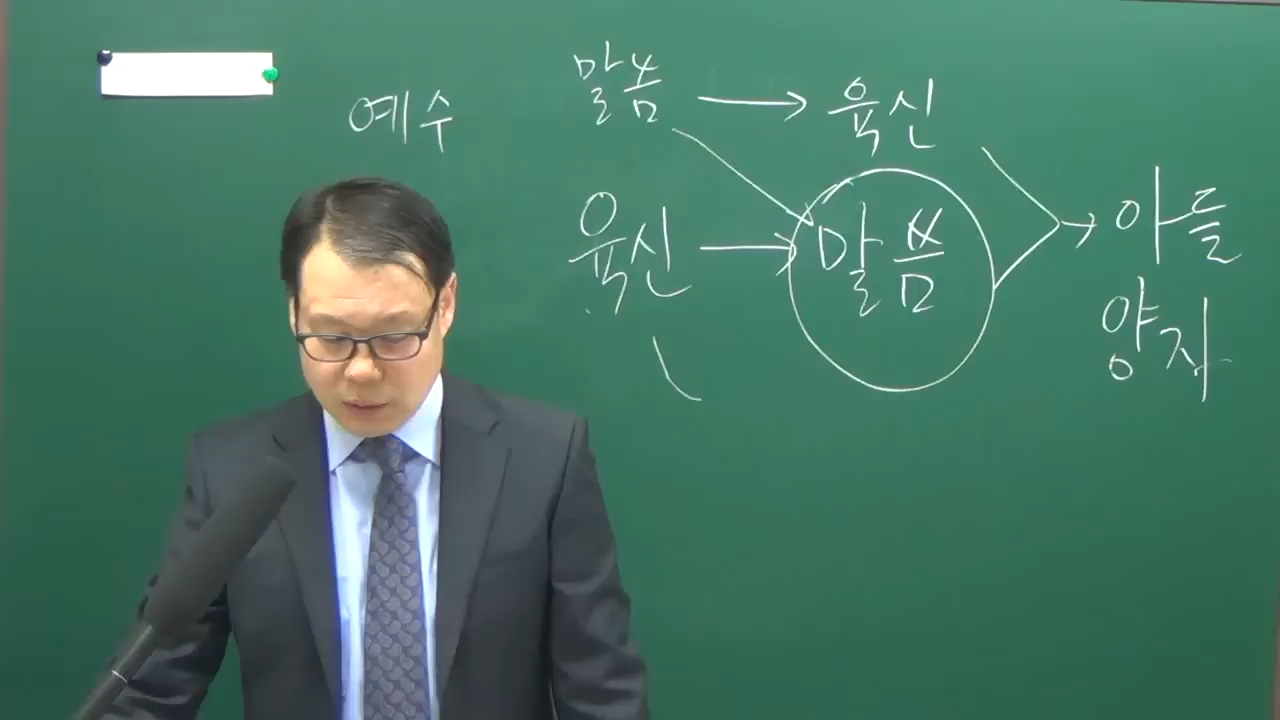 예수 말씀 → 육신
육신 → 말씀 → 아들
양자